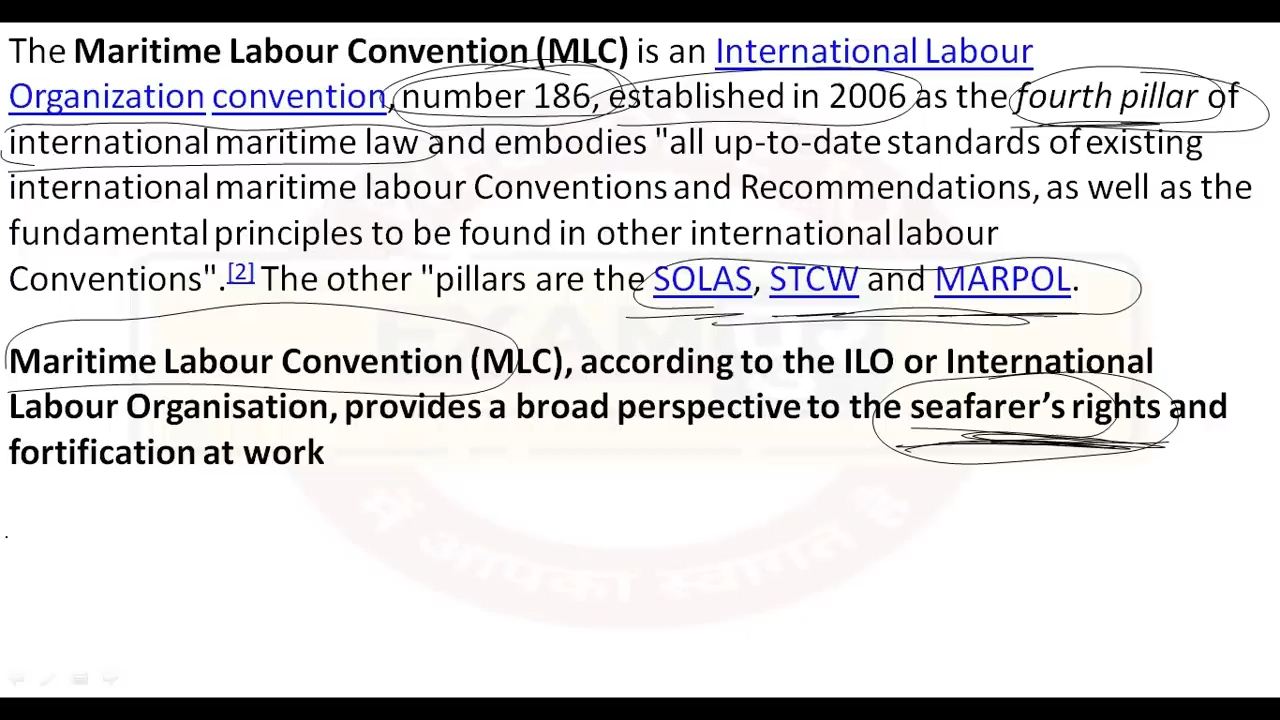 The Maritime Labour Convention (MLC) is an International Labour
Organization convention, number 186, established in 2006 as the fourth pillar of
international maritime law and embodies "all up-to-date standards of existing
international maritime labour Conventions and Recommendations, as well as the
fundamental principles to be found in other international labour
Conventions".[2] The other "pillars are the SOLAS, STCW and MARPOL.
Maritime Labour Convention (MLC), according to the ILO or International
Labour Organisation, provides a broad perspective to the seafarer’s rights and
fortification at work
में आपका स्वागत है